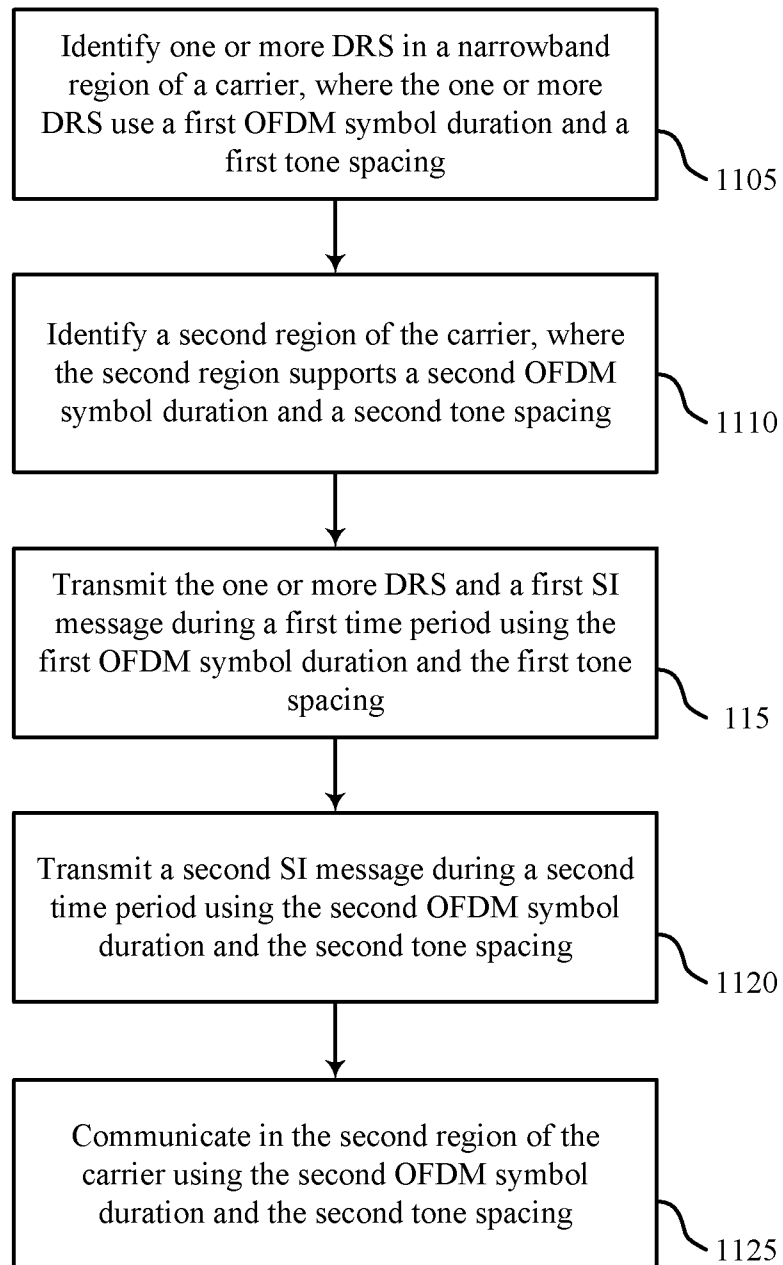 Identify one or more DRS in a narrowband
region of a carrier, where the one or more
DRS use a first OFDM symbol duration and a
first tone spacing
1105
Identify a second region of the carrier, where
the second region supports a second OFDM
symbol duration and a second tone spacing
1110
Transmit the one or more DRS and a first SI
message during a first time period using the
first OFDM symbol duration and the first tone
spacing
115
Transmit a second SI message during a second
time period using the second OFDM symbol
duration and the second tone spacing
1120
Communicate in the second region of the
carrier using the second OFDM symbol
duration and the second tone spacing
1125